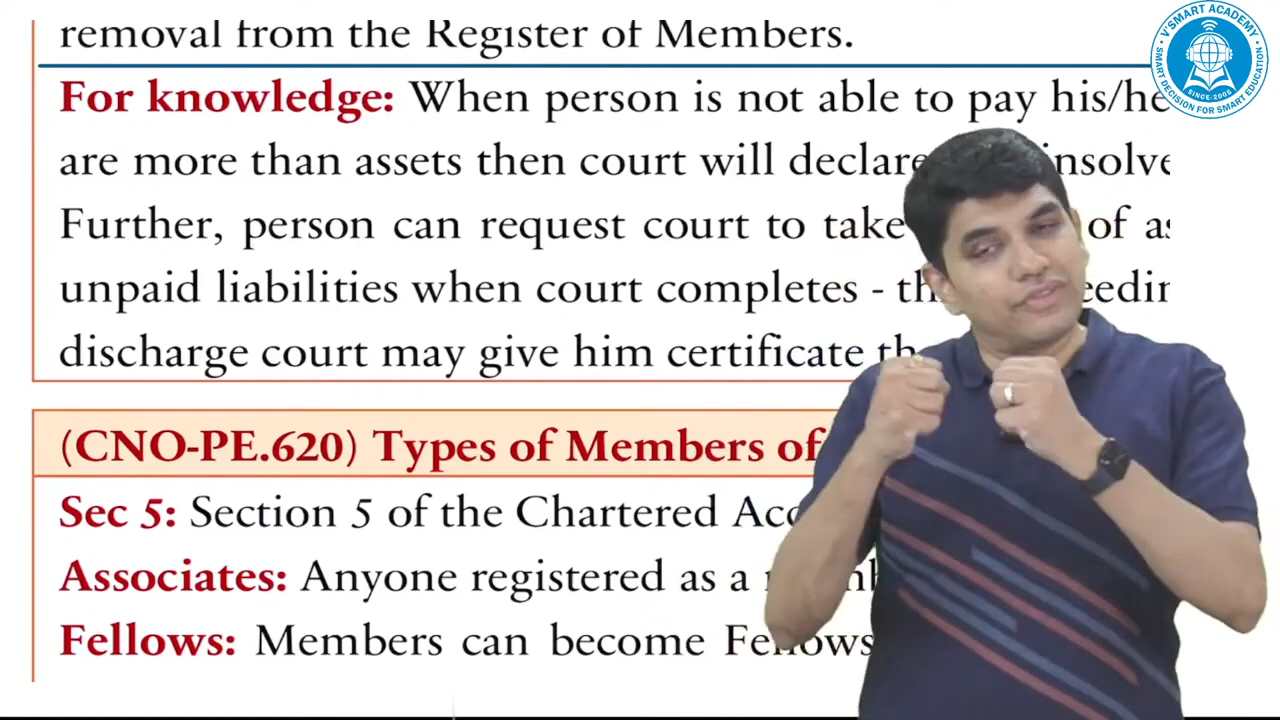 removal from the Register of Members.
For knowledge: When person is not able to pay his/he
are more than assets then court will declare insolve
Further, person can request court to take of as
unpaid liabilities when court completes - th eedin
discharge court may give him certificate th
(CNO-PE.620) Types of Members of
Sec 5: Section 5 of the Chartered Acc
Associates: Anyone registered as a memb
Fellows: Members can become Fellows
V'SMART ACADEMY
SMART DECISION FOR SMART EDUCATION
SINCE-2005